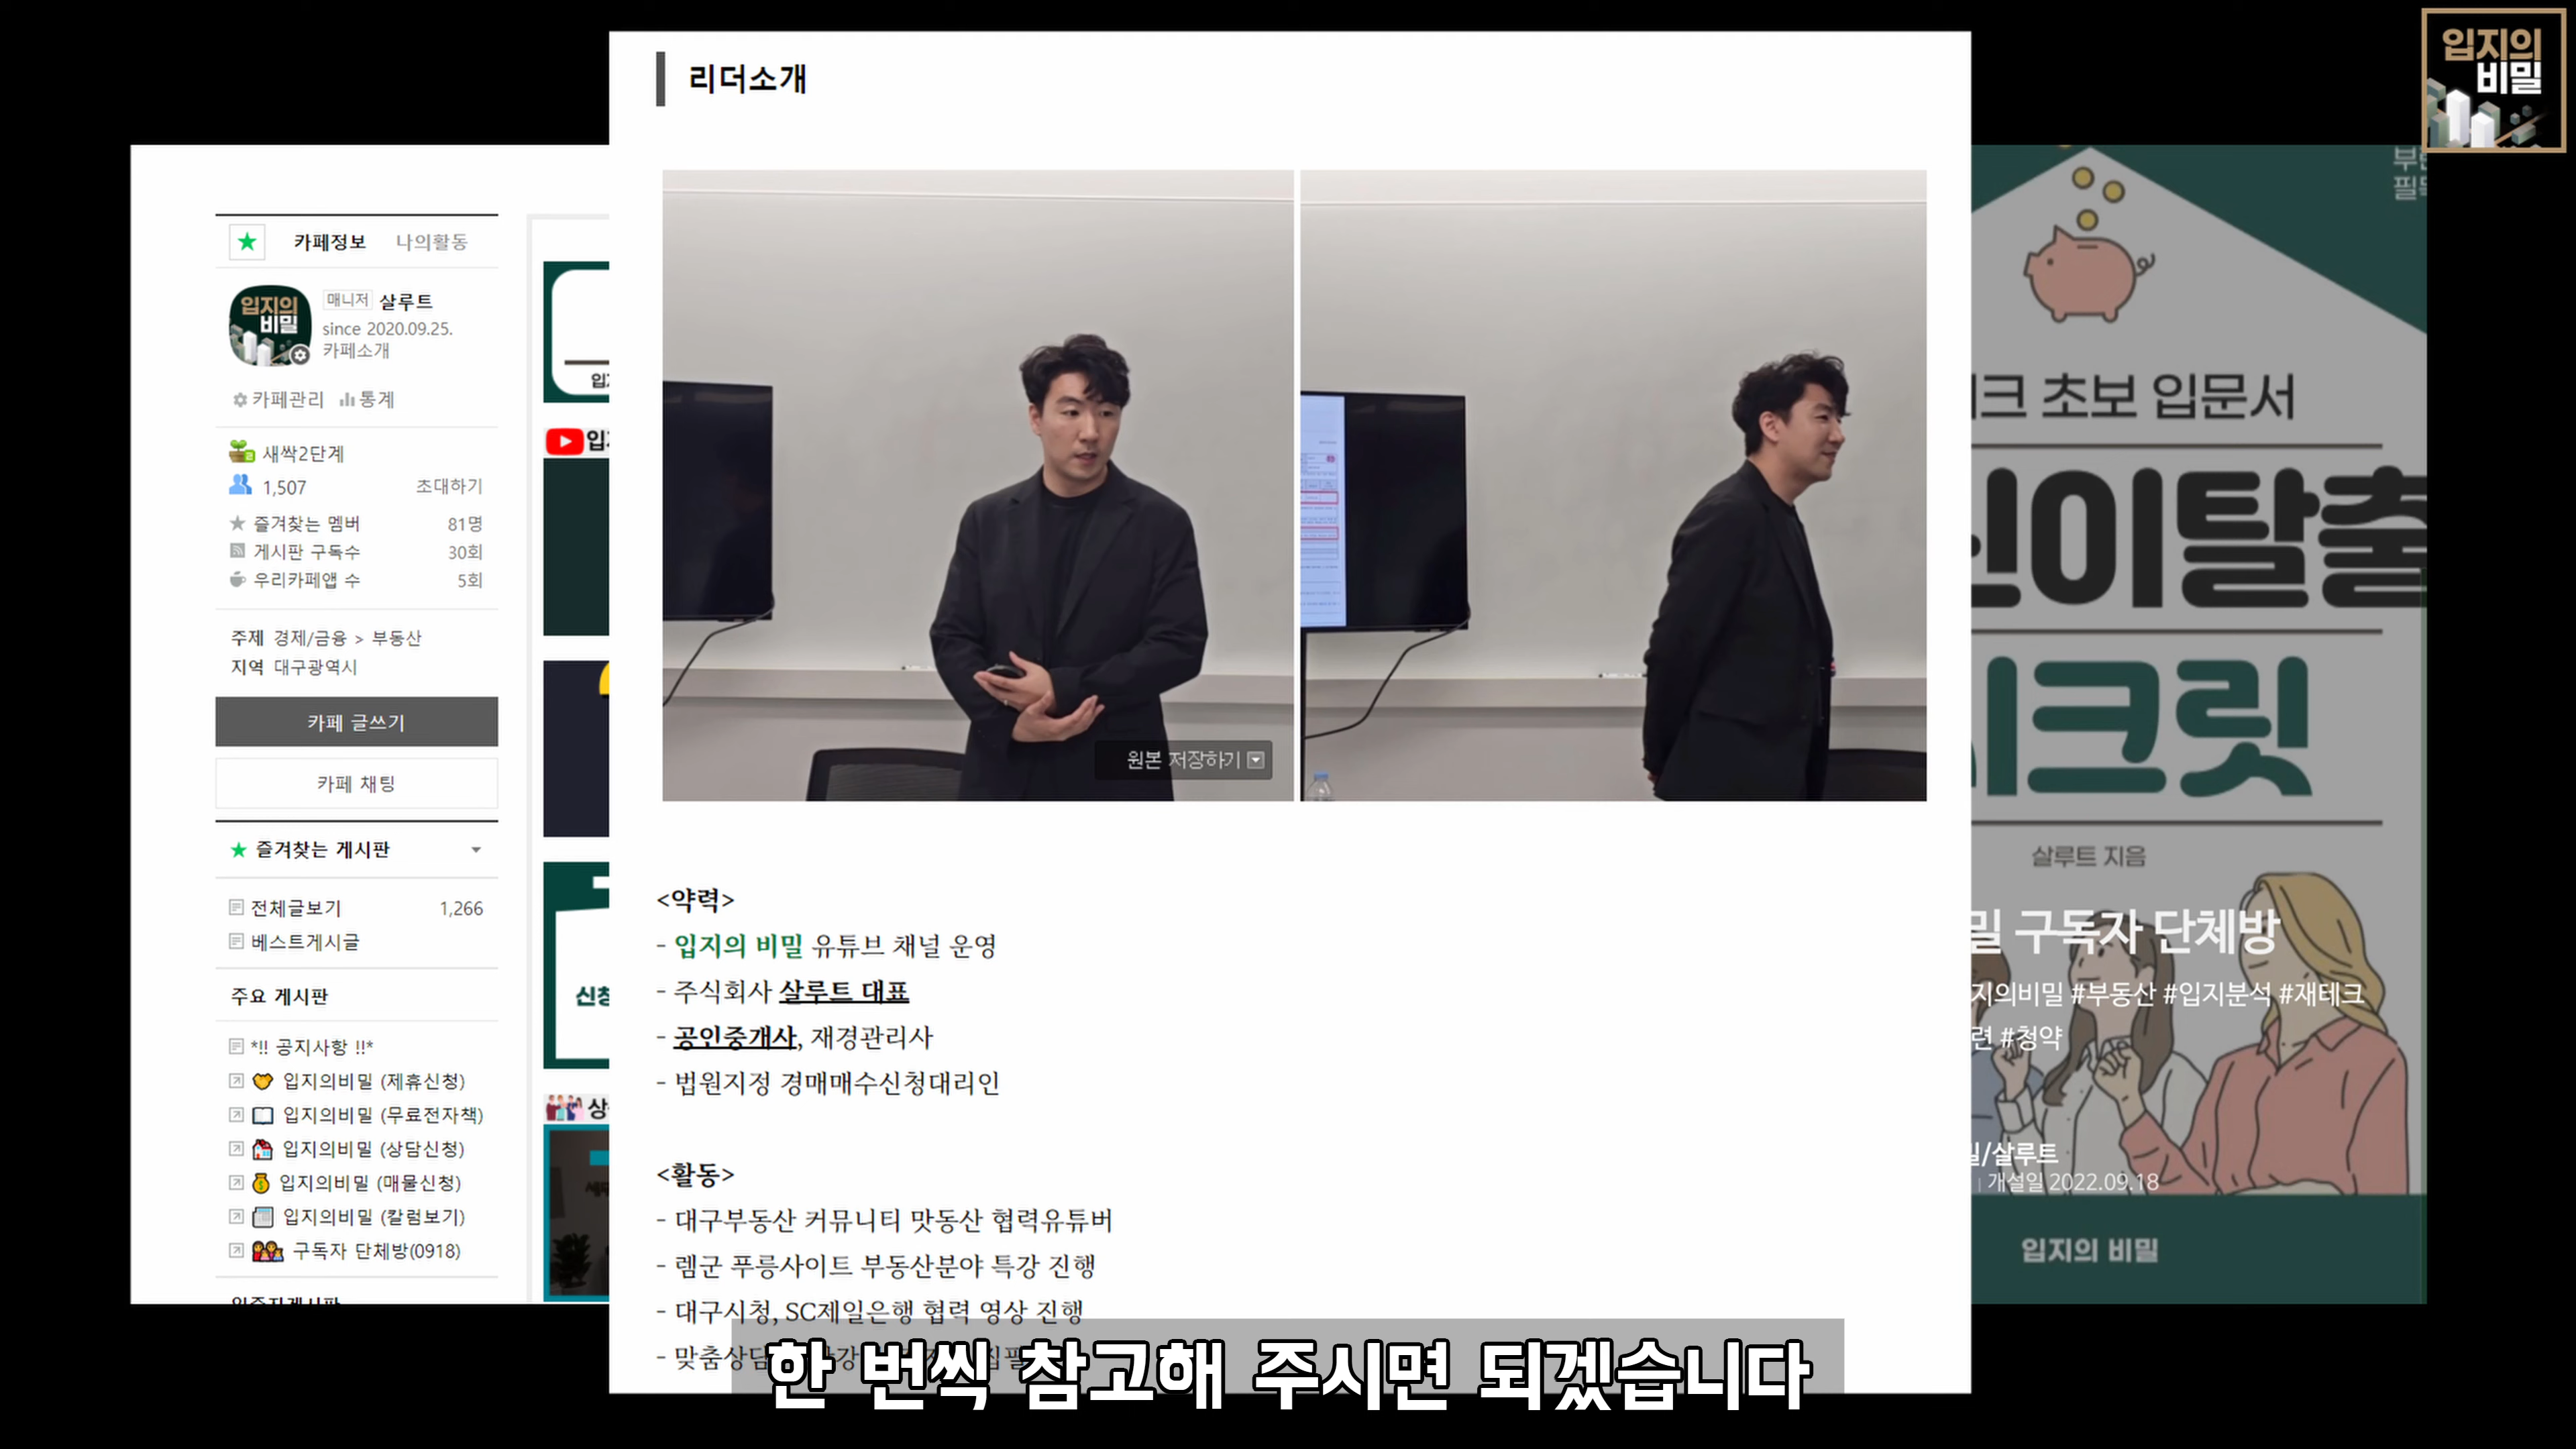 입지의
비밀
리더소개
카페정보 나의활동
입지의
비밀
매니저 살루트
since 2020.09.25.
카페소개
카페관리 통계
새싹2단계
1,507 초대하기
즐겨찾는 멤버 81명
게시판 구독수 30회
우리카페앱 수 5회
주제 경제/금융 > 부동산
지역 대구광역시
카페 글쓰기
카페 채팅
즐겨찾는 게시판
전체글보기 1,266
베스트게시글
주요 게시판
*!! 공지사항 !!*
입지의비밀 (제휴신청)
입지의비밀 (무료전자책)
입지의비밀 (상담신청)
입지의비밀 (매물신청)
입지의비밀 (칼럼보기)
구독자 단체방(0918)
원본 저장하기
<약력>
- 입지의 비밀 유튜브 채널 운영
- 주식회사 살루트 대표
- 공인중개사, 재경관리사
- 법원지정 경매매수신청대리인
<활동>
- 대구부동산 커뮤니티 맛동산 협력유튜버
- 렘군 푸릉사이트 부동산분야 특강 진행
- 대구시청, SC제일은행 협력 영상 진행
- 맞춤상담
한 번씩 참고해 주시면 되겠습니다
크 초보 입문서
이탈출
크릿
살루트 지음
밀 구독자 단체방
지의비밀 #부동산 #입지분석 #재테크
련 #청약
밀/살루트
개설일 2022.09.18
입지의 비밀